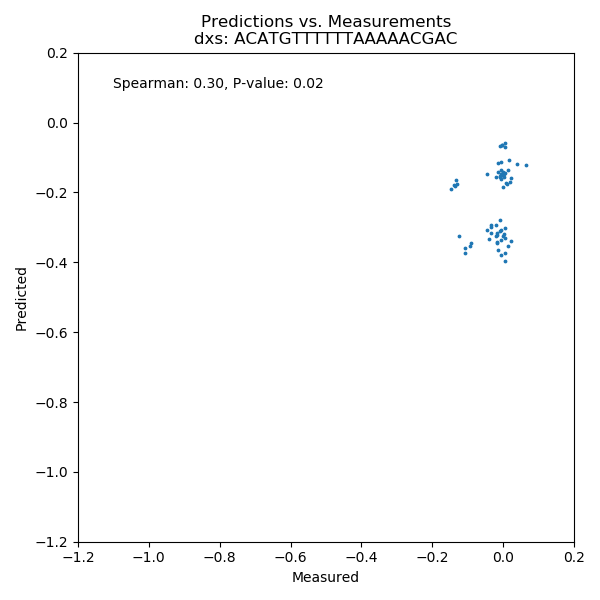 Predictions vs. Measurements
dxs: ACATGTTTTTTAAAAACGAC
Spearman: 0.30, P-value: 0.02
0.2
0.0
−0.2
−0.4
−0.6
−0.8
−1.0
−1.2
Predicted
−1.2 −1.0 −0.8 −0.6 −0.4 −0.2 0.0 0.2
Measured